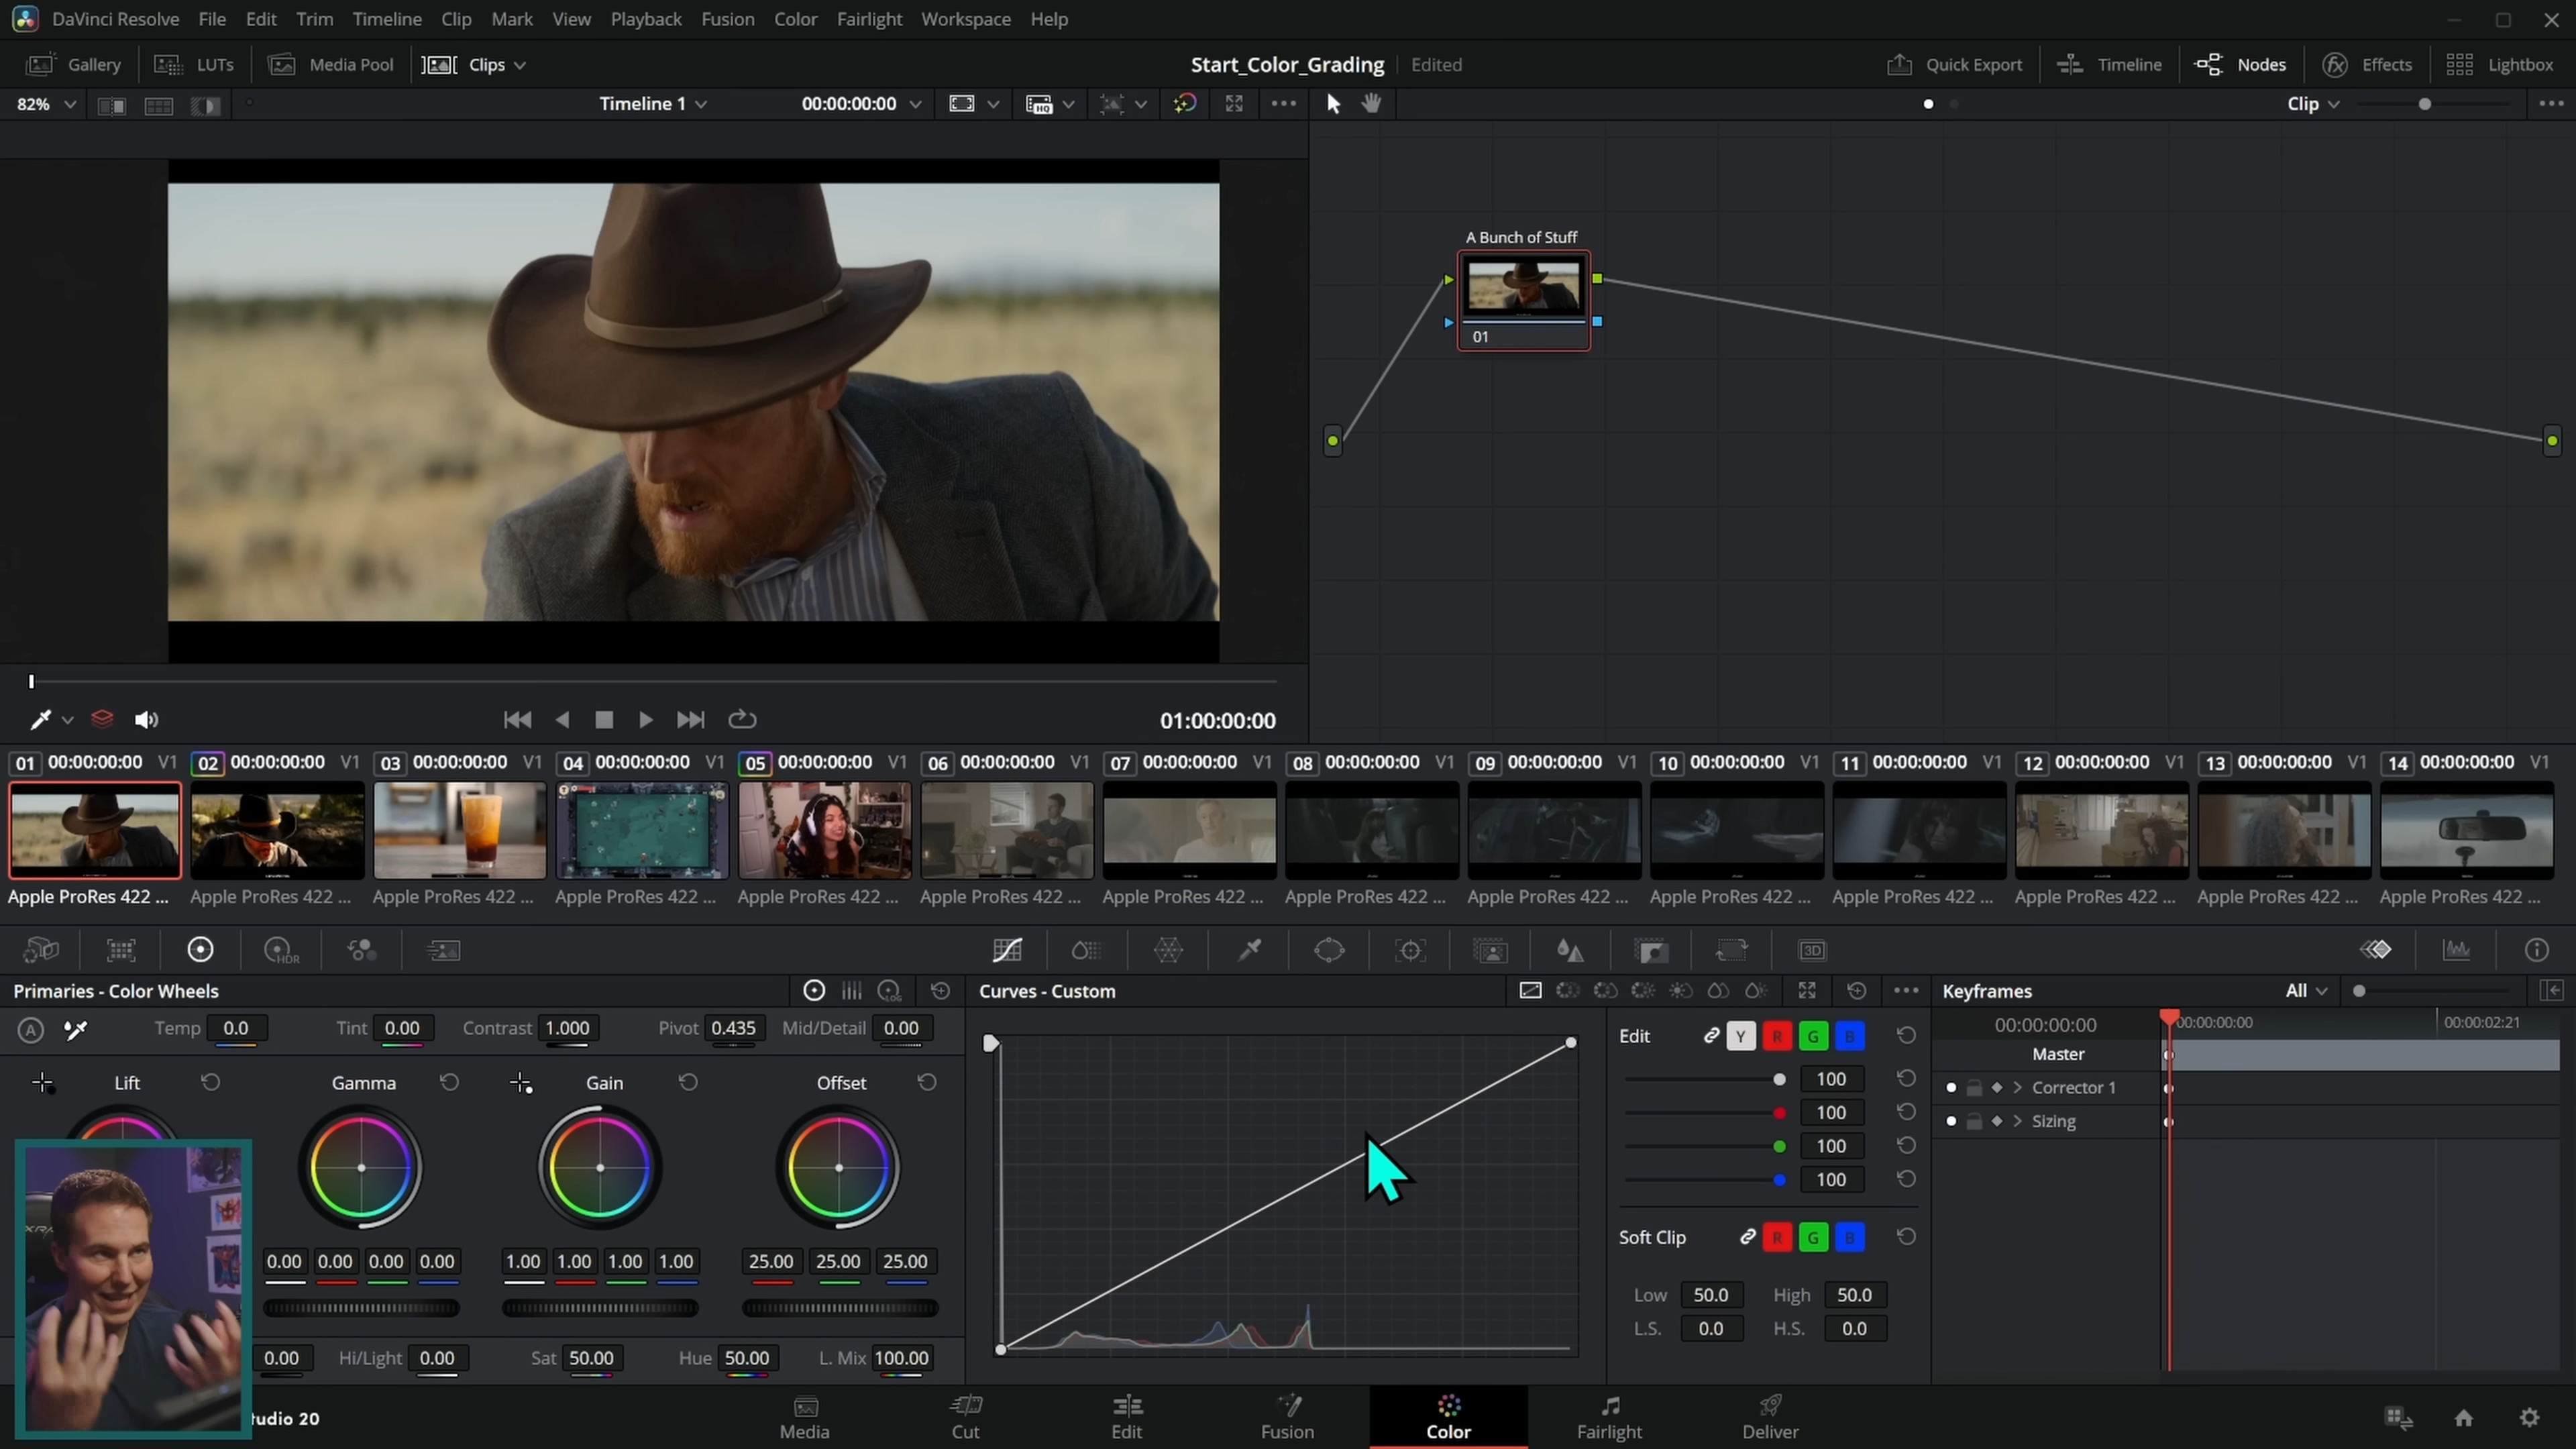 DaVinci Resolve File Edit Trim Timeline Clip Mark View Playback Fusion Color Fairlight Workspace Help
Gallery LUTs Media Pool Clips Start_Color_Grading Edited Quick Export Timeline Nodes Effects Lightbox
82% Timeline 1 00:00:00:00 HQ Clip
A Bunch of Stuff
01
01:00:00:00
01 00:00:00:00 V1 02 00:00:00:00 V1 03 00:00:00:00 V1 04 00:00:00:00 V1 05 00:00:00:00 V1 06 00:00:00:00 V1 07 00:00:00:00 V1 08 00:00:00:00 V1 09 00:00:00:00 V1 10 00:00:00:00 V1 11 00:00:00:00 V1 12 00:00:00:00 V1 13 00:00:00:00 V1 14 00:00:00:00 V1
Apple ProRes 422 ... Apple ProRes 422 ... Apple ProRes 422 ... Apple ProRes 422 ... Apple ProRes 422 ... Apple ProRes 422 ... Apple ProRes 422 ... Apple ProRes 422 ... Apple ProRes 422 ... Apple ProRes 422 ... Apple ProRes 422 ... Apple ProRes 422 ... Apple ProRes 422 ... Apple ProRes 422 ...
HDR 3D
Primaries - Color Wheels LOG
A Temp 0.0 Tint 0.00 Contrast 1.000 Pivot 0.435 Mid/Detail 0.00
Lift Gamma Gain Offset
0.00 0.00 0.00 0.00 1.00 1.00 1.00 1.00 25.00 25.00 25.00
0.00 Hi/Light 0.00 Sat 50.00 Hue 50.00 L. Mix 100.00
Curves - Custom
Edit Y R G B
100
100
100
100
Soft Clip R G B
Low 50.0 High 50.0
L.S. 0.0 H.S. 0.0
Keyframes All
00:00:00:00 00:00:00:00 00:00:02:21
Master
Corrector 1
Sizing
tudio 20
Media Cut Edit Fusion Color Fairlight Deliver